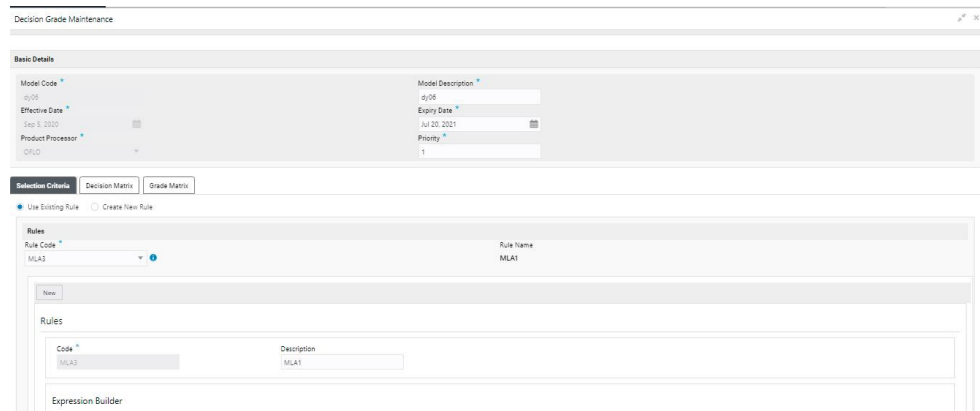 Decision Grade Maintenance
Basic Details
Model Code *
Model Description *
dy06
dy06
Effective Date *
Expiry Date *
Sep 5, 2020
Jul 20, 2021
Product Processor *
Priority *
OFLO
1
Selection Criteria Decision Matrix Grade Matrix
Use Existing Rule Create New Rule
Rules
Rule Code *
Rule Name
MLA3
MLA1
New
Rules
Code *
Description
MLA3
MLA1
Expression Builder